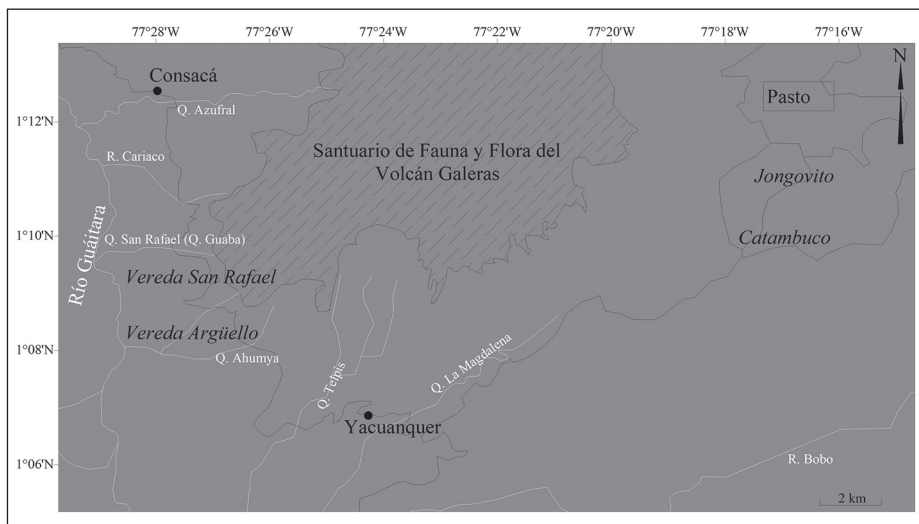 77°28'W
77°26'W
77°24'W
77°22'W
77°20'W
77°18'W
77°16'W
N
Consacá
Pasto
Q. Azufral
1°12'N
Santuario de Fauna y Flora del
Volcán Galeras
R. Cariaco
Jongovito
1°10'N
Q. San Rafael (Q. Guaba)
Catambuco
Río Guáitara
Vereda San Rafael
Vereda Argüello
1°08'N
Q. Ahumya
Q. Telpis
Q. La Magdalena
Yacuanquer
1°06'N
R. Bobo
2 km